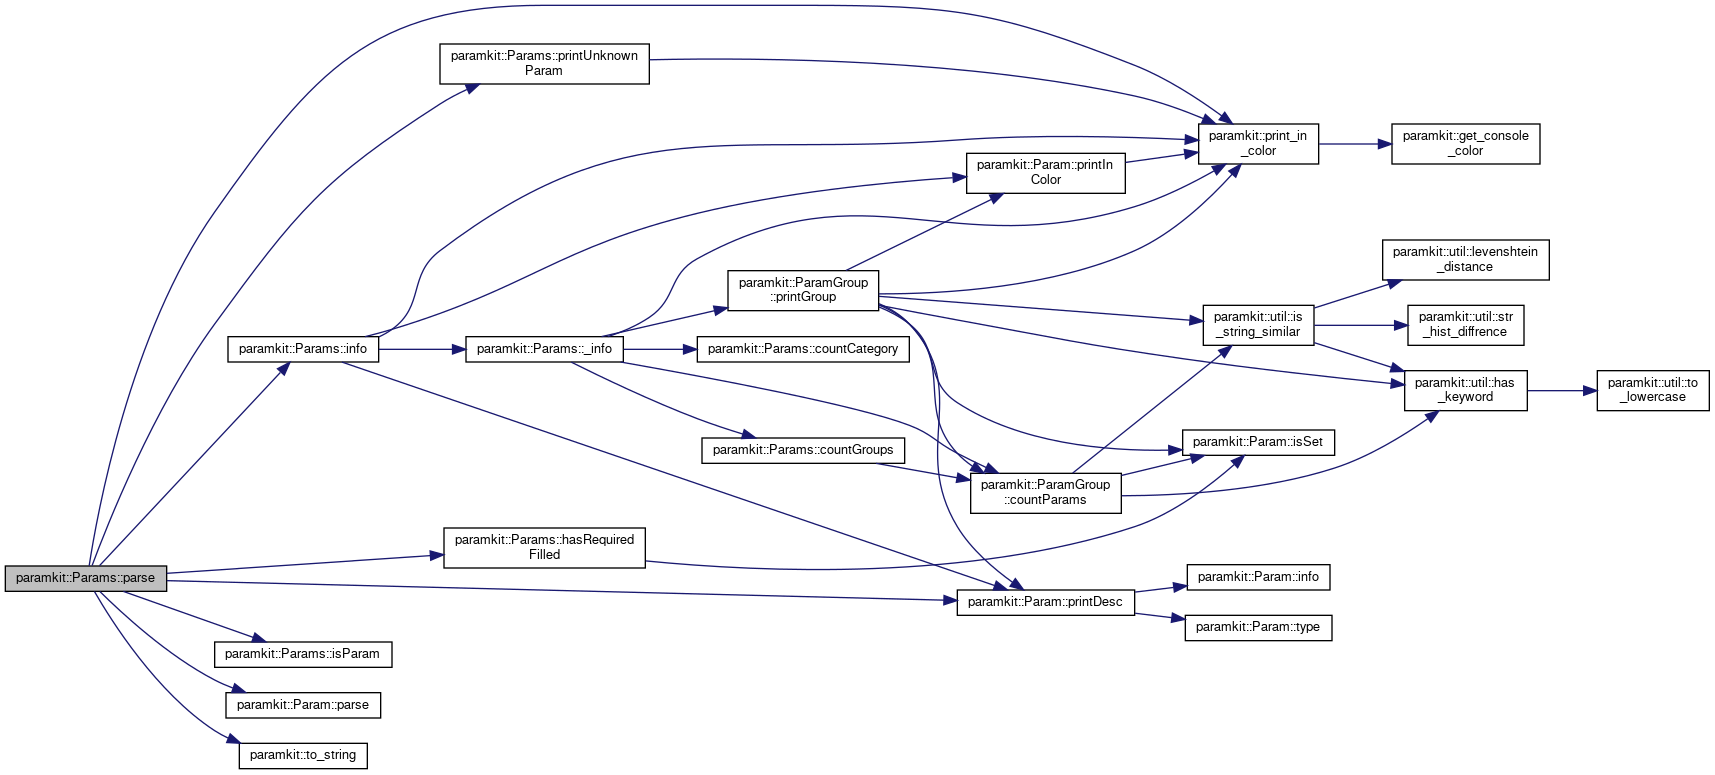 paramkit::Params::parse
paramkit::Params::printUnknown
Param
paramkit::Params::info
paramkit::Params::hasRequired
Filled
paramkit::Params::isParam
paramkit::Param::parse
paramkit::to_string
paramkit::Params::_info
paramkit::ParamGroup
::printGroup
paramkit::Params::countCategory
paramkit::Params::countGroups
paramkit::Param::printIn
Color
paramkit::ParamGroup
::countParams
paramkit::Param::printDesc
paramkit::print_in
_color
paramkit::util::is
_string_similar
paramkit::Param::isSet
paramkit::Param::info
paramkit::Param::type
paramkit::get_console
_color
paramkit::util::levenshtein
_distance
paramkit::util::str
_hist_diffrence
paramkit::util::has
_keyword
paramkit::util::to
_lowercase